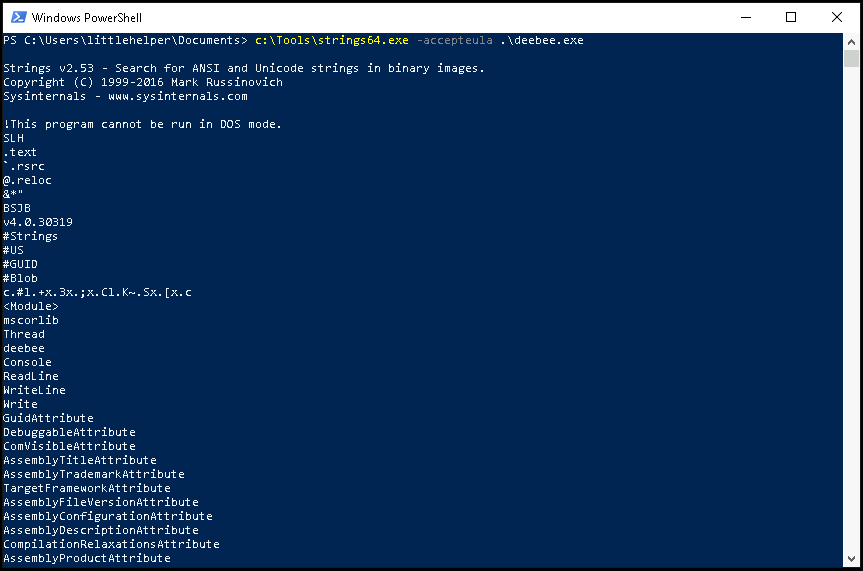 Windows PowerShell
PS C:\Users\littlehelper\Documents> c:\Tools\strings64.exe -accepteula .\deebee.exe
Strings v2.53 - Search for ANSI and Unicode strings in binary images.
Copyright (C) 1999-2016 Mark Russinovich
Sysinternals - www.sysinternals.com
!This program cannot be run in DOS mode.
SLH
.text
`.rsrc
@.reloc
&*"
BSJB
v4.0.30319
#Strings
#US
#GUID
#Blob
c.#l.+x.3x.;x.Cl.K~.Sx.[x.c
<Module>
mscorlib
Thread
deebee
Console
ReadLine
WriteLine
Write
GuidAttribute
DebuggableAttribute
ComVisibleAttribute
AssemblyTitleAttribute
AssemblyTrademarkAttribute
TargetFrameworkAttribute
AssemblyFileVersionAttribute
AssemblyConfigurationAttribute
AssemblyDescriptionAttribute
CompilationRelaxationsAttribute
AssemblyProductAttribute